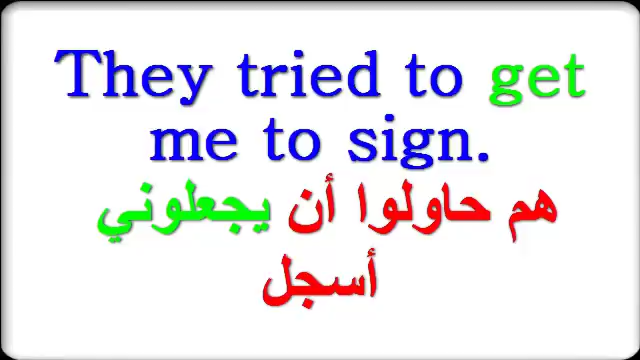 They tried to get
me to sign.
هم حاولوا أن يجعلوني
أسجل